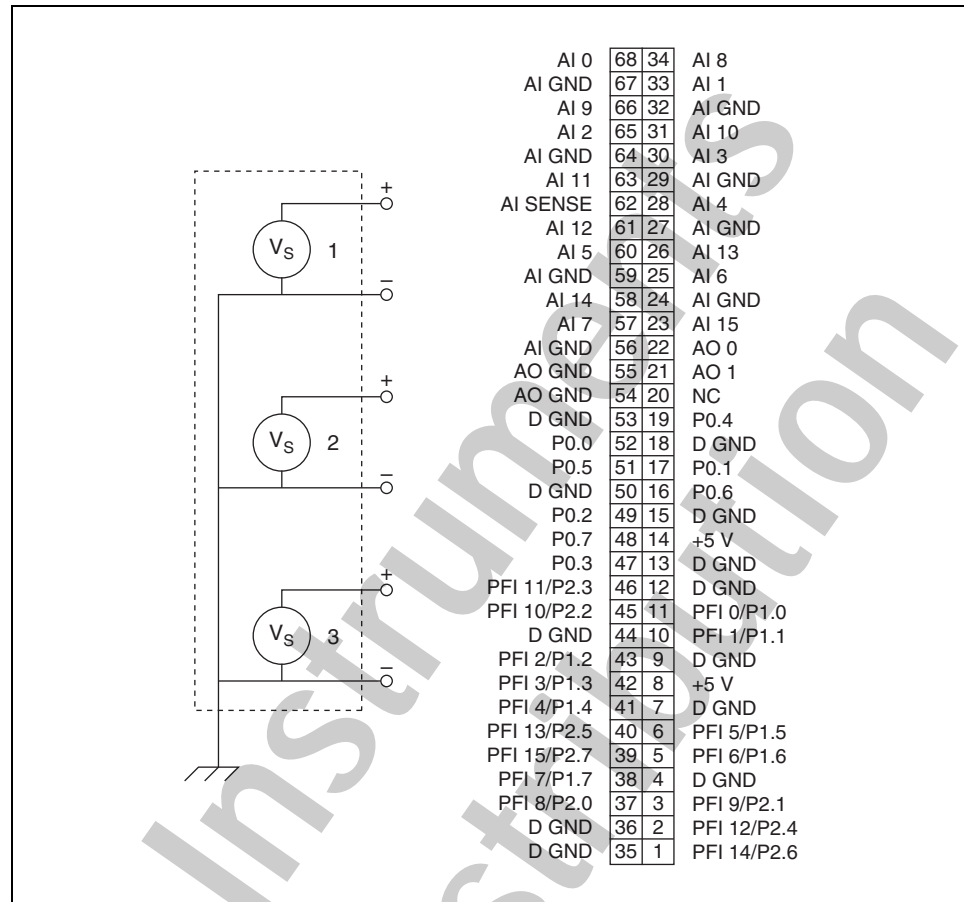 AI 0 68 34 AI 8
AI GND 67 33 AI 1
AI 9 66 32 AI GND
AI 2 65 31 AI 10
AI GND 64 30 AI 3
AI 11 63 29 AI GND
AI SENSE 62 28 AI 4
AI 12 61 27 AI GND
AI 5 60 26 AI 13
AI GND 59 25 AI 6
AI 14 58 24 AI GND
AI 7 57 23 AI 15
AI GND 56 22 AO 0
AO GND 55 21 AO 1
AO GND 54 20 NC
D GND 53 19 P0.4
P0.0 52 18 D GND
P0.5 51 17 P0.1
D GND 50 16 P0.6
P0.2 49 15 D GND
P0.7 48 14 +5 V
P0.3 47 13 D GND
PFI 11/P2.3 46 12 D GND
PFI 10/P2.2 45 11 PFI 0/P1.0
D GND 44 10 PFI 1/P1.1
PFI 2/P1.2 43 9 D GND
PFI 3/P1.3 42 8 +5 V
PFI 4/P1.4 41 7 D GND
PFI 13/P2.5 40 6 PFI 5/P1.5
PFI 15/P2.7 39 5 PFI 6/P1.6
PFI 7/P1.7 38 4 D GND
PFI 8/P2.0 37 3 PFI 9/P2.1
D GND 36 2 PFI 12/P2.4
D GND 35 1 PFI 14/P2.6
+
VS 1
−
+
VS 2
−
+
VS 3
−
Instruments